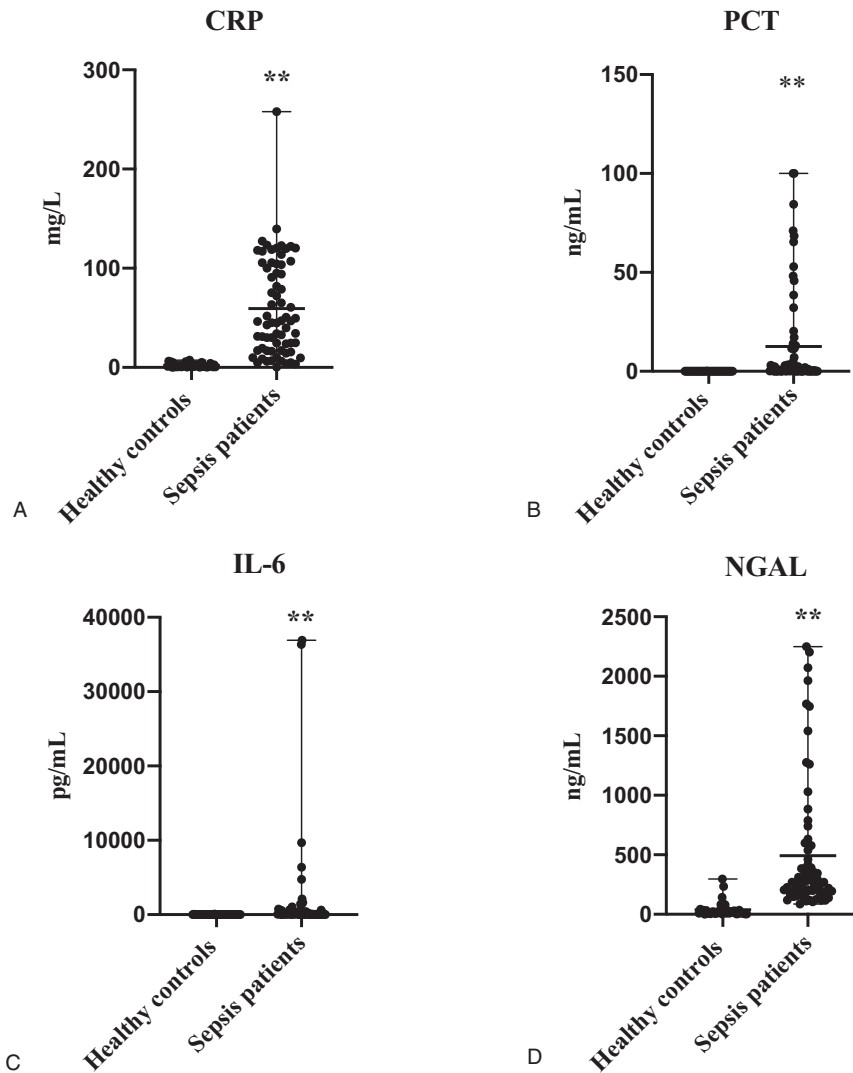 CRP
**
300
200
100
0
mg/L
Healthy controls
Sepsis patients
A
PCT
**
150
100
50
0
ng/mL
Healthy controls
Sepsis patients
B
IL-6
**
40000
30000
20000
10000
0
pg/mL
Healthy controls
Sepsis patients
C
NGAL
**
2500
2000
1500
1000
500
0
ng/mL
Healthy controls
Sepsis patients
D